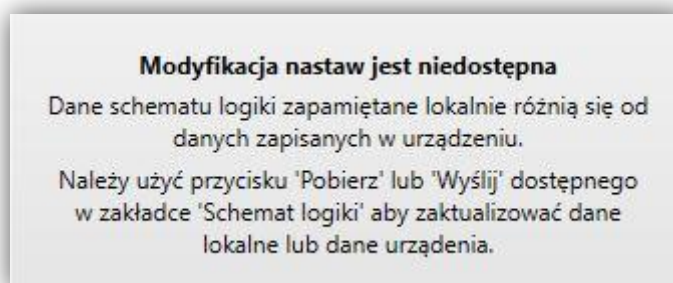 Modyfikacja nastaw jest niedostępna
Dane schematu logiki zapamiętane lokalnie różnią się od
danych zapisanych w urządzeniu.
Należy użyć przycisku 'Pobierz' lub 'Wyślij' dostępnego
w zakładce 'Schemat logiki' aby zaktualizować dane
lokalne lub dane urządenia.